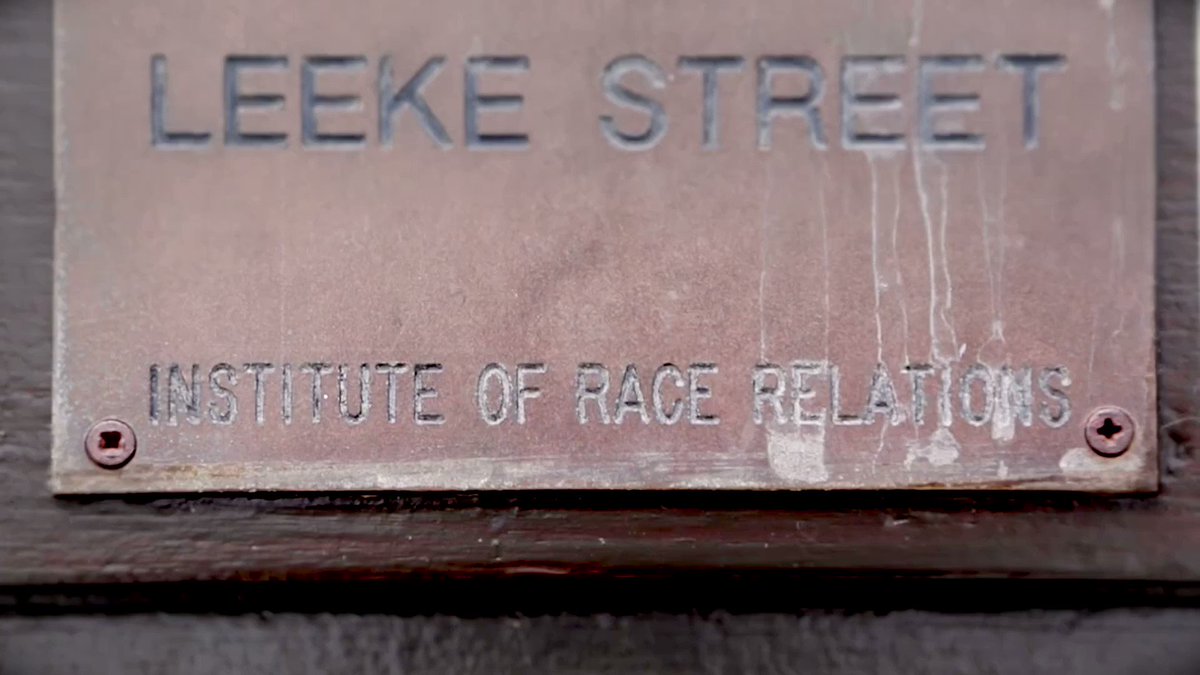 LEEKE STREET
INSTITUTE OF RACE RELATIONS